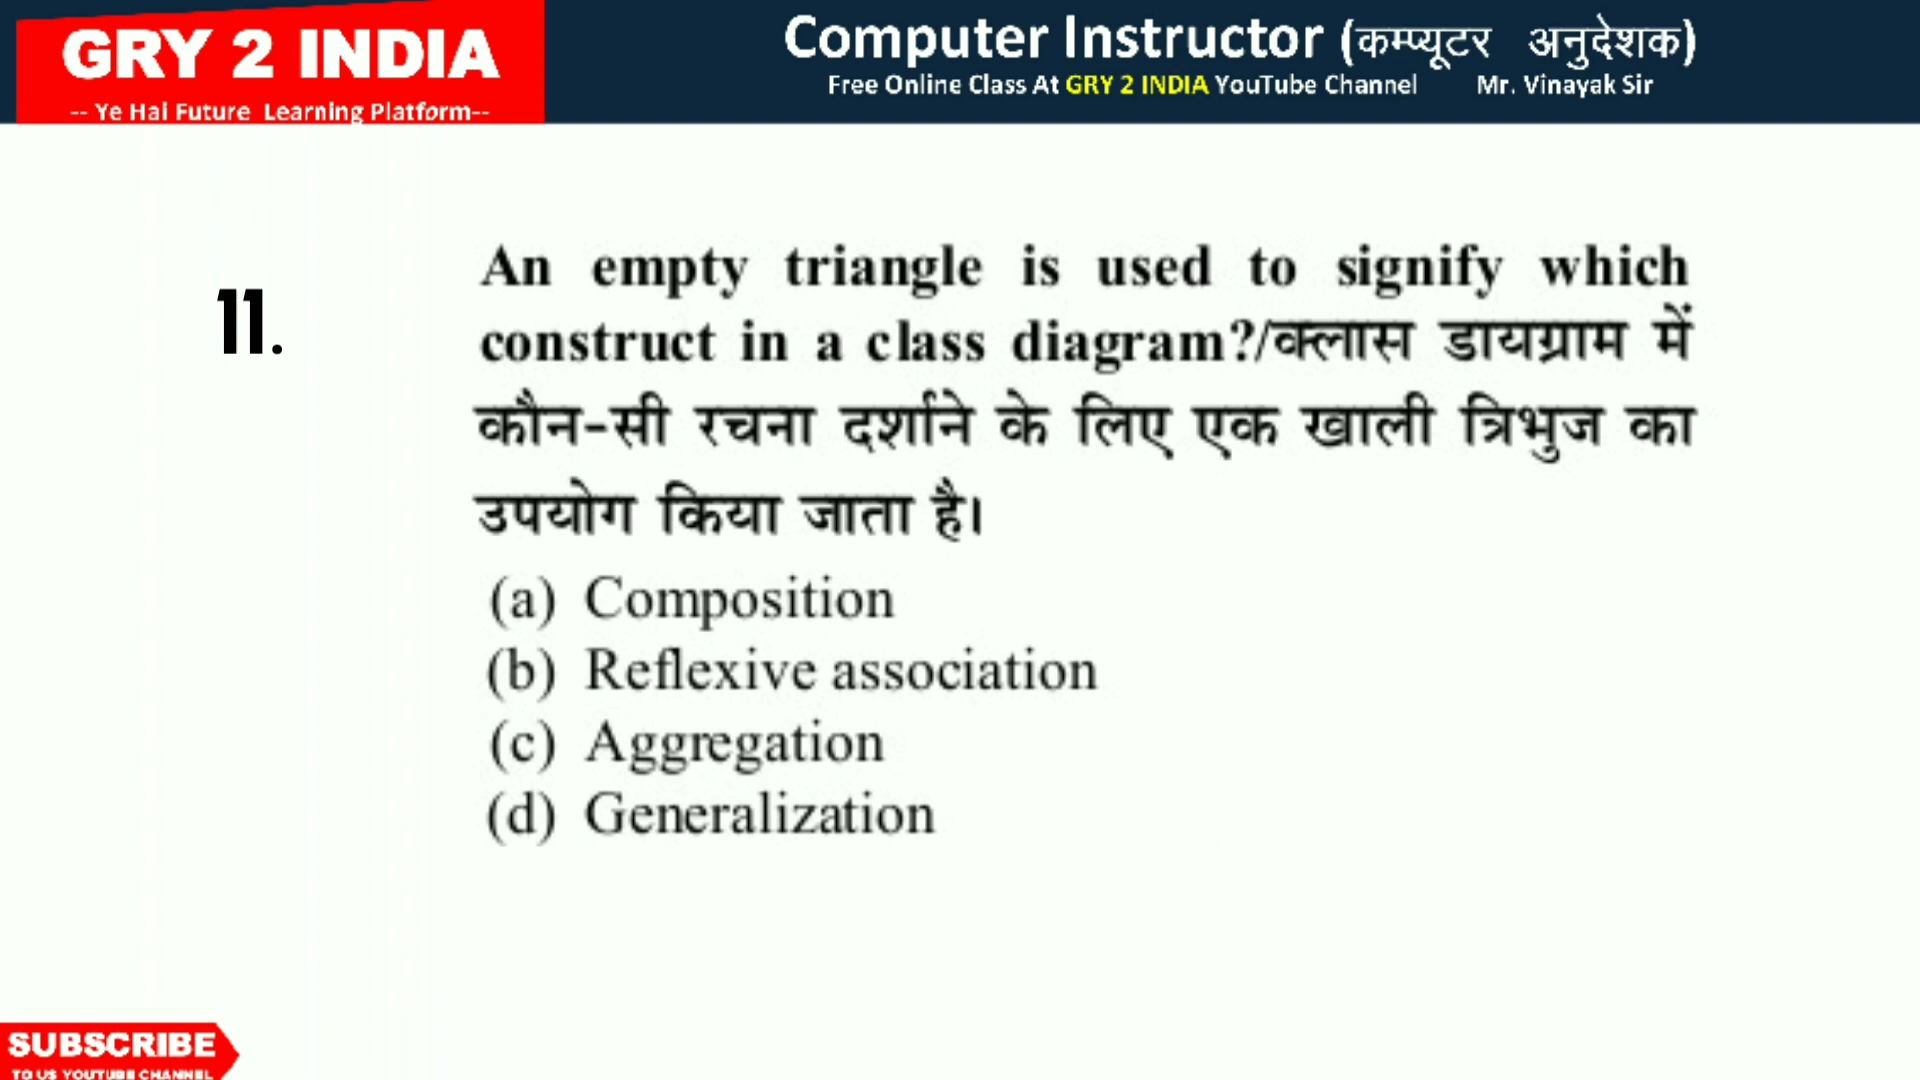 GRY 2 INDIA
-- Ye Hai Future Learning Platform--
Computer Instructor (कम्प्यूटर अनुदेशक)
Free Online Class At GRY 2 INDIA YouTube Channel Mr. Vinayak Sir
11.
An empty triangle is used to signify which
construct in a class diagram?/क्लास डायग्राम में
कौन-सी रचना दर्शाने के लिए एक खाली त्रिभुज का
उपयोग किया जाता है।
(a) Composition
(b) Reflexive association
(c) Aggregation
(d) Generalization
SUBSCRIBE
TO US YOUTUBE CHANNEL